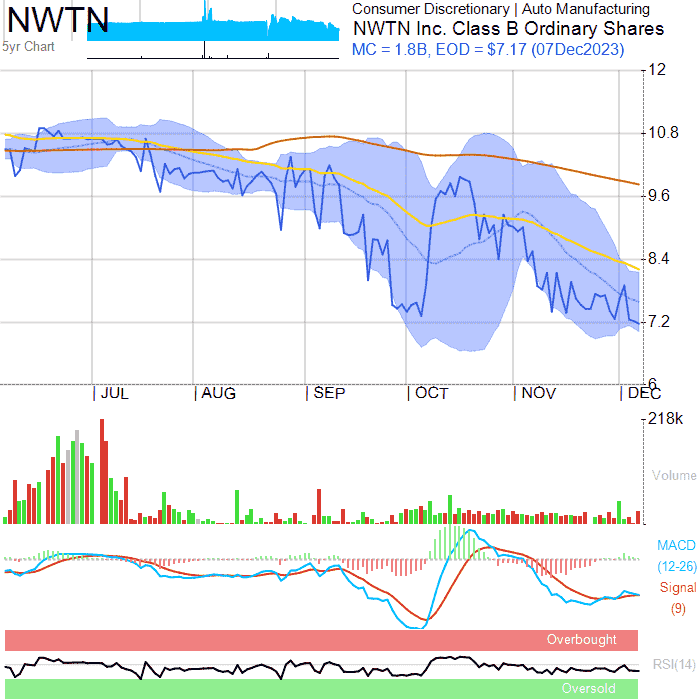 NWTN
5yr Chart
Consumer Discretionary | Auto Manufacturing
NWTN Inc. Class B Ordinary Shares
MC = 1.8B, EOD = $7.17 (07Dec2023)
12
10.8
9.6
8.4
7.2
6
JUL AUG SEP OCT NOV DEC
218k
Volume
MACD
(12-26)
Signal
(9)
Overbought
RSI(14)
Oversold